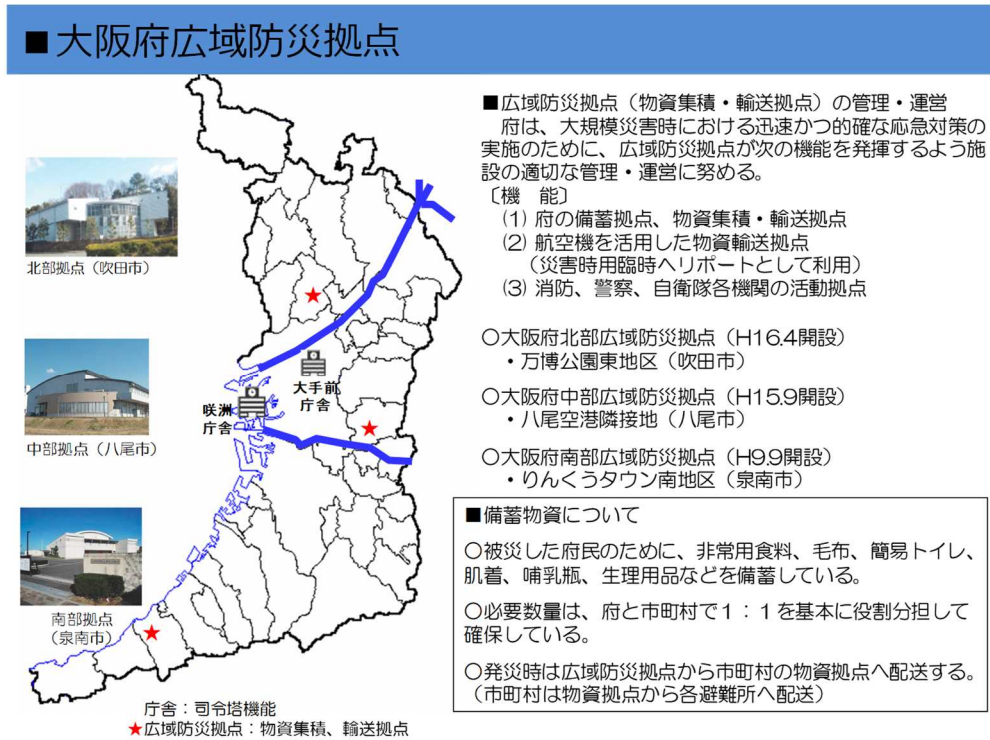 ■大阪府広域防災拠点
■広域防災拠点（物資集積・輸送拠点）の管理・運営
府は、大規模災害時における迅速かつ的確な応急対策の
実施のために、広域防災拠点が次の機能を発揮するよう施
設の適切な管理・運営に努める。
〔機　能〕
(1) 府の備蓄拠点、物資集積・輸送拠点
(2) 航空機を活用した物資輸送拠点
（災害時用臨時ヘリポートとして利用）
(3) 消防、警察、自衛隊各機関の活動拠点
○大阪府北部広域防災拠点（H16.4開設）
・万博公園東地区（吹田市）
○大阪府中部広域防災拠点（H15.9開設）
・八尾空港隣接地（八尾市）
○大阪府南部広域防災拠点（H9.9開設）
・りんくうタウン南地区（泉南市）
■備蓄物資について
○被災した府民のために、非常用食料、毛布、簡易トイレ、
肌着、哺乳瓶、生理用品などを備蓄している。
○必要数量は、府と市町村で１：１を基本に役割分担して
確保している。
○発災時は広域防災拠点から市町村の物資拠点へ配送する。
（市町村は物資拠点から各避難所へ配送）
北部拠点（吹田市）
中部拠点（八尾市）
南部拠点
（泉南市）
大手前
庁舎
咲洲
庁舎
庁舎：司令塔機能
★広域防災拠点：物資集積、輸送拠点